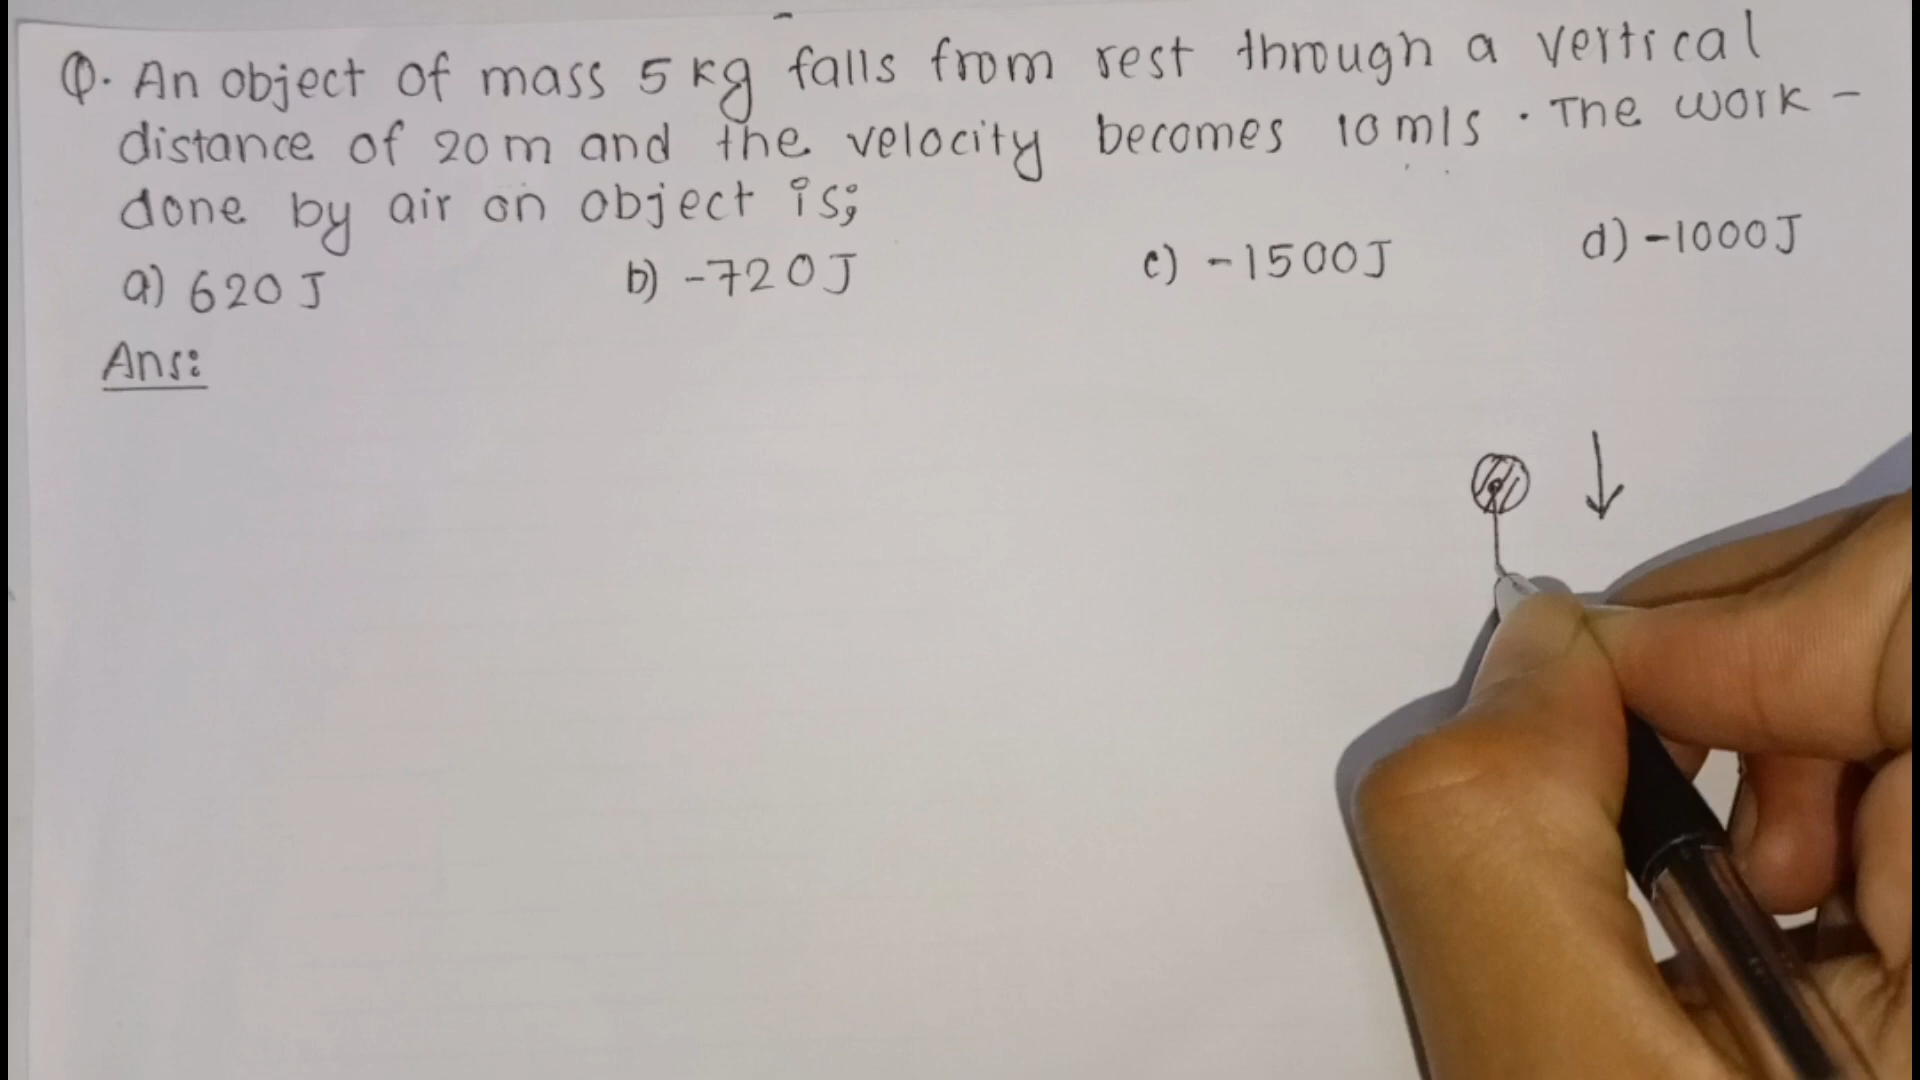 Q. An object of mass 5 kg falls from rest through a vertical
distance of 20 m and the velocity becomes 10 m/s. The work-
done by air on object is;
a) 620 J b) -720 J c) -1500 J d) -1000 J
Ans: